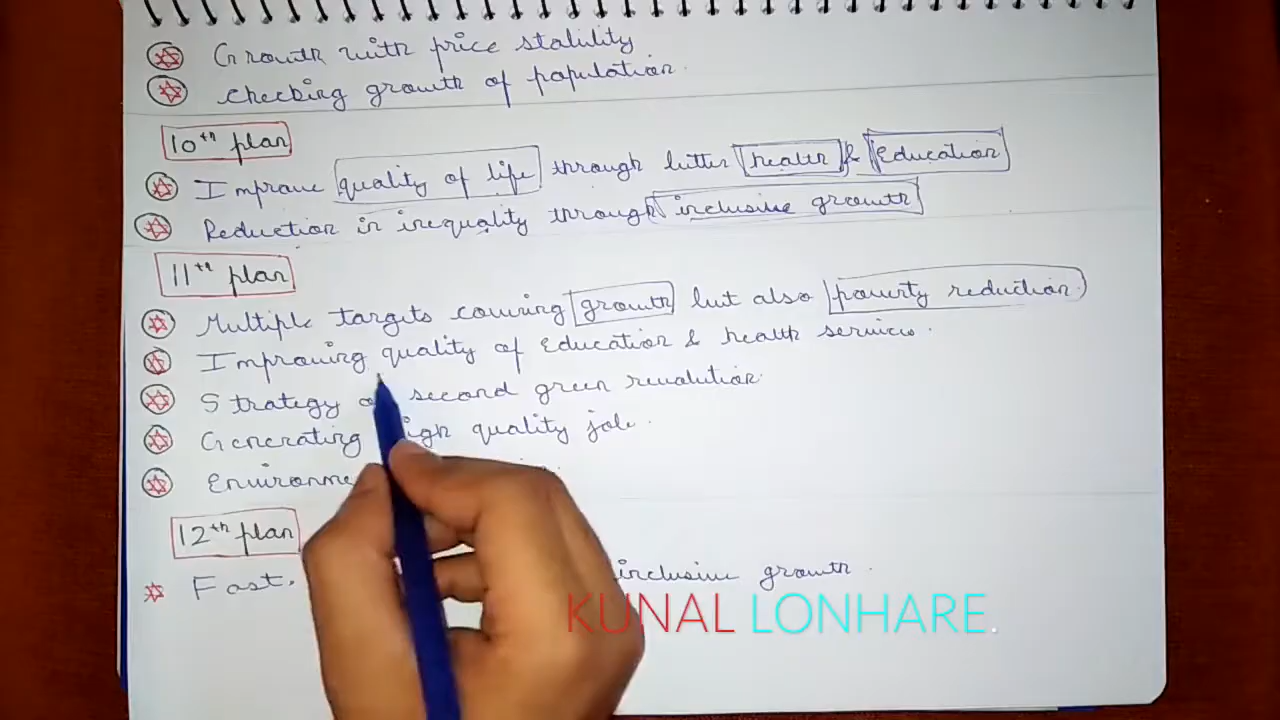 Growth with price stability
Checking growth of population.
10th plan
Improve quality of life through better health & Education
Reduction in inequality through inclusive growth
11th plan
Multiple targets covering growth but also poverty reduction
Improving quality of Education & health services.
Strategy second green revolution.
Generating high quality job.
12th plan
Fast. inclusive growth.
KUNAL LONHARE.